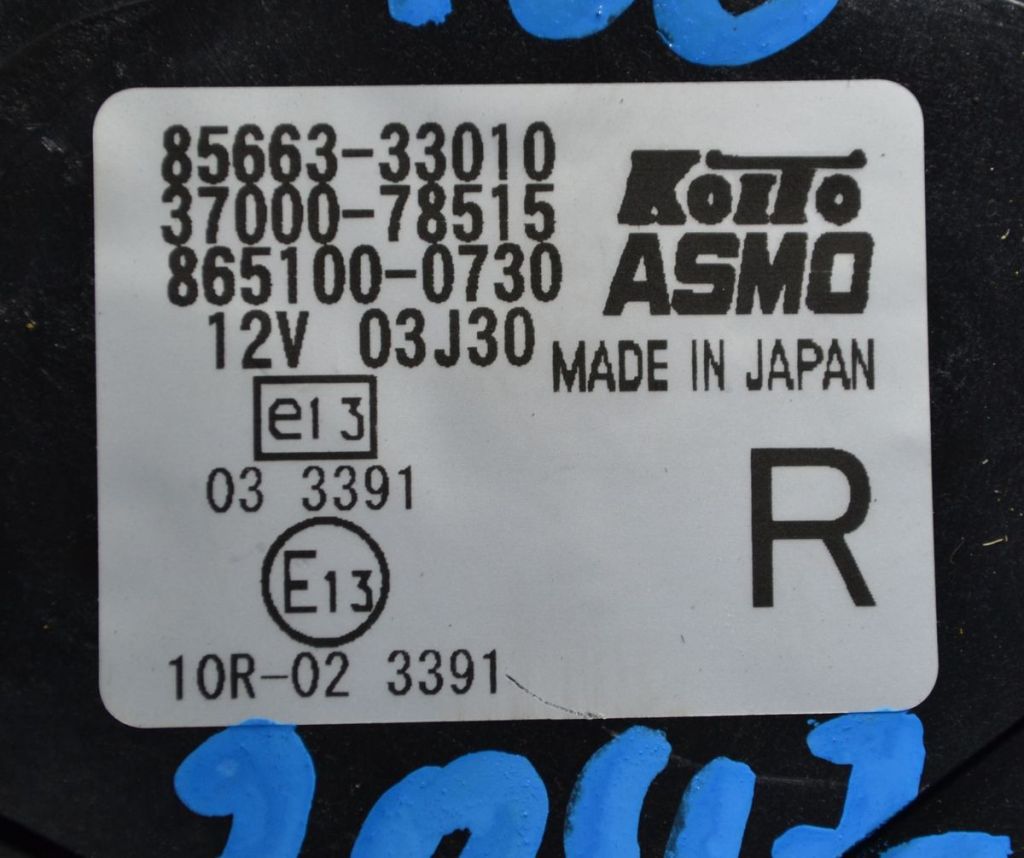 85663-33010
37000-78515
865100-0730
12V 03J30
KOITO
ASMO
MADE IN JAPAN
e13
03 3391
E13
10R-02 3391
R